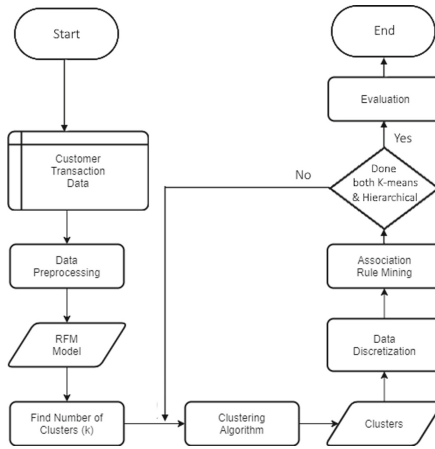 Start
Customer
Transaction
Data
Data
Preprocessing
RFM
Model
Find Number of
Clusters (k)
Clustering
Algorithm
Clusters
Data
Discretization
Association
Rule Mining
Done
both K-means
& Hierarchical
No
Yes
Evaluation
End